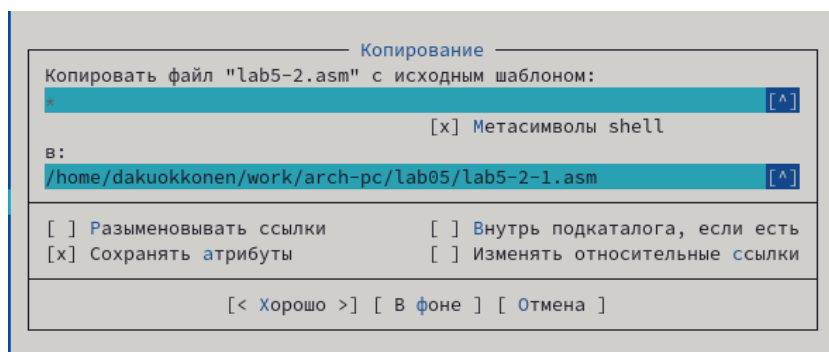 Копирование
Копировать файл "lab5-2.asm" с исходным шаблоном:
* [^]
[x] Метасимволы shell
в:
/home/dakuokkonen/work/arch-pc/lab05/lab5-2-1.asm [^]
[ ] Разыменовывать ссылки [ ] Внутрь подкаталога, если есть
[x] Сохранять атрибуты [ ] Изменять относительные ссылки
[< Хорошо >] [ В фоне ] [ Отмена ]